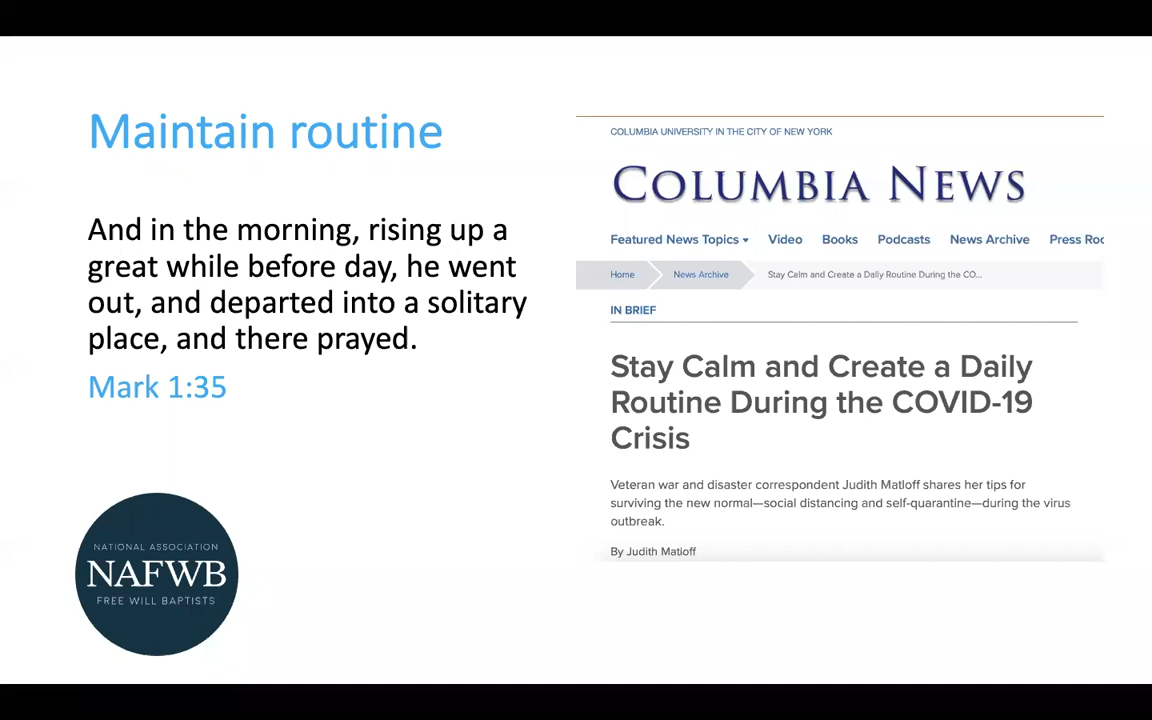 Maintain routine
And in the morning, rising up a
great while before day, he went
out, and departed into a solitary
place, and there prayed.
Mark 1:35
NATIONAL ASSOCIATION
NAFWB
FREE WILL BAPTISTS
COLUMBIA UNIVERSITY IN THE CITY OF NEW YORK
COLUMBIA NEWS
Featured News Topics Video Books Podcasts News Archive Press Roo
Home News Archive Stay Calm and Create a Daily Routine During the CO...
IN BRIEF
Stay Calm and Create a Daily
Routine During the COVID-19
Crisis
Veteran war and disaster correspondent Judith Matloff shares her tips for
surviving the new normal—social distancing and self-quarantine—during the virus
outbreak.
By Judith Matloff